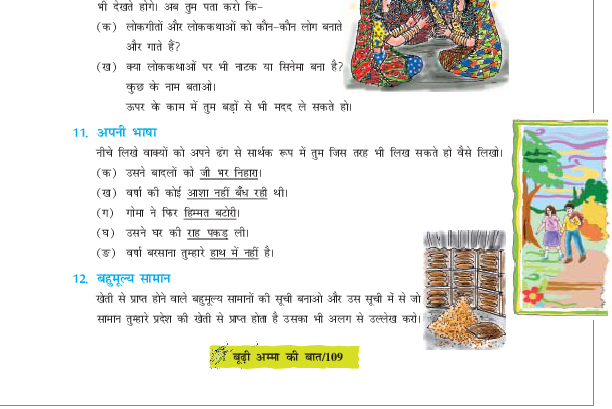 भी देखते होंगे। अब तुम पता करो कि–
(क) लोकगीतों और लोककथाओं को कौन-कौन लोग बनाते
और गाते हैं?
(ख) क्या लोककथाओं पर भी नाटक या सिनेमा बना है?
कुछ के नाम बताओ।
ऊपर के काम में तुम बड़ों से भी मदद ले सकते हो।
11. अपनी भाषा
नीचे लिखे वाक्यों को अपने ढंग से सार्थक रूप में तुम जिस तरह भी लिख सकते हो वैसे लिखो।
(क) उसने बादलों को जी भर निहारा।
(ख) वर्षा की कोई आशा नहीं बँध रही थी।
(ग) गोमा ने फिर हिम्मत बटोरी।
(घ) उसने घर की राह पकड़ ली।
(ङ) वर्षा बरसाना तुम्हारे हाथ में नहीं है।
12. बहुमूल्य सामान
खेती से प्राप्त होने वाले बहुमूल्य सामानों की सूची बनाओ और उस सूची में से जो
सामान तुम्हारे प्रदेश की खेती से प्राप्त होता है उसका भी अलग से उल्लेख करो।
बूढ़ी अम्मा की बात/109